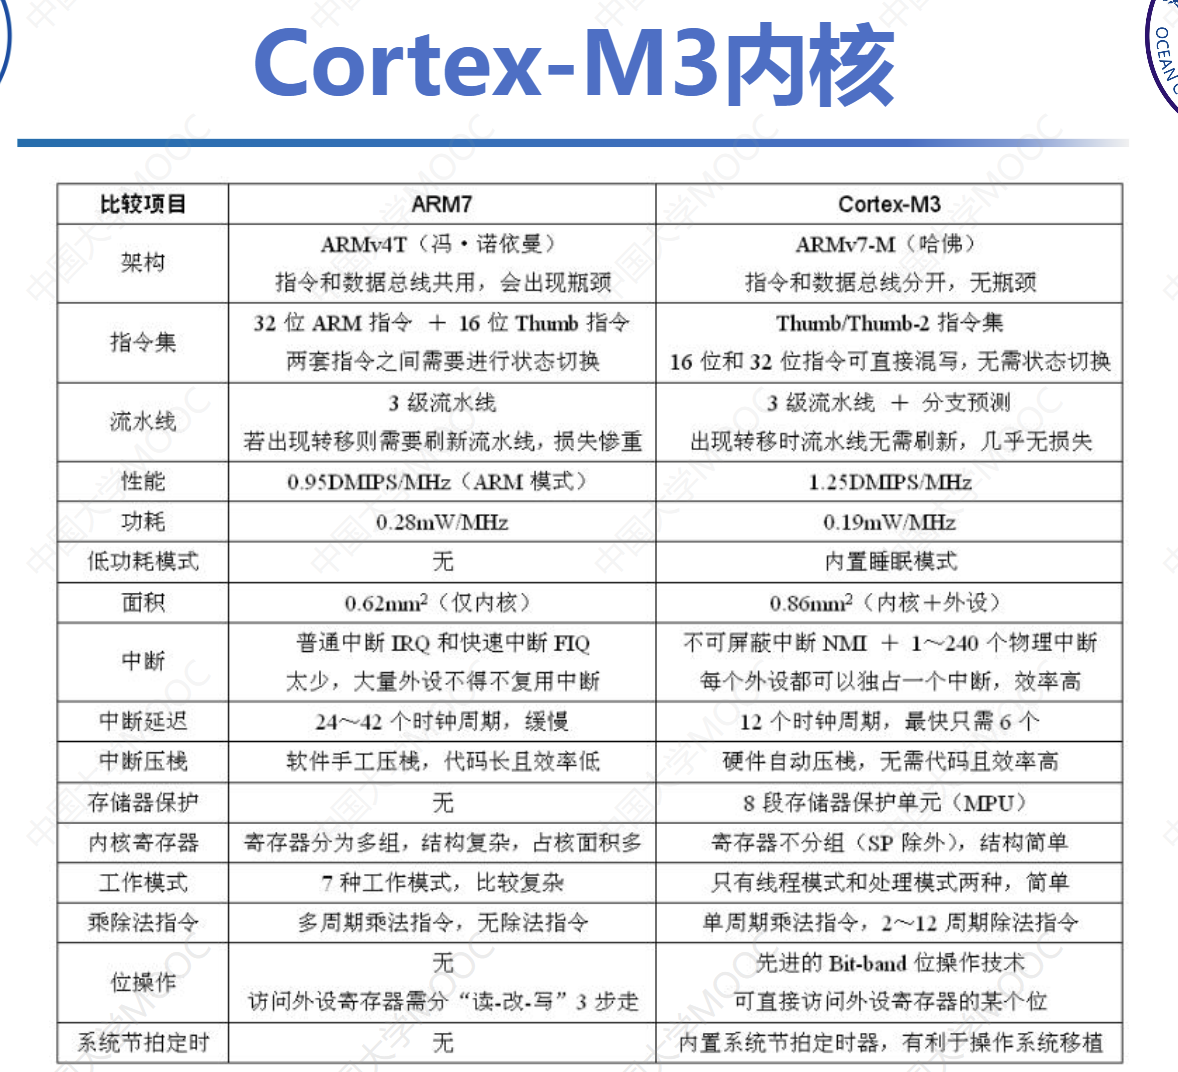 Cortex-M3内核
OCEAN
比较项目 ARM7 Cortex-M3
架构 ARMv4T（冯·诺依曼） ARMv7-M（哈佛）
指令和数据总线共用，会出现瓶颈 指令和数据总线分开，无瓶颈
指令集 32 位 ARM 指令 ＋ 16 位 Thumb 指令 Thumb/Thumb-2 指令集
两套指令之间需要进行状态切换 16 位和 32 位指令可直接混写，无需状态切换
流水线 3 级流水线 3 级流水线 ＋ 分支预测
若出现转移则需要刷新流水线，损失惨重 出现转移时流水线无需刷新，几乎无损失
性能 0.95DMIPS/MHz（ARM 模式） 1.25DMIPS/MHz
功耗 0.28mW/MHz 0.19mW/MHz
低功耗模式 无 内置睡眠模式
面积 0.62mm²（仅内核） 0.86mm²（内核＋外设）
中断 普通中断 IRQ 和快速中断 FIQ 不可屏蔽中断 NMI ＋ 1～240 个物理中断
太少，大量外设不得不复用中断 每个外设都可以独占一个中断，效率高
中断延迟 24～42 个时钟周期，缓慢 12 个时钟周期，最快只需 6 个
中断压栈 软件手工压栈，代码长且效率低 硬件自动压栈，无需代码且效率高
存储器保护 无 8 段存储器保护单元（MPU）
内核寄存器 寄存器分为多组，结构复杂，占核面积多 寄存器不分组（SP 除外），结构简单
工作模式 7 种工作模式，比较复杂 只有线程模式和处理模式两种，简单
乘除法指令 多周期乘法指令，无除法指令 单周期乘法指令，2～12 周期除法指令
位操作 无 先进的 Bit-band 位操作技术
访问外设寄存器需分“读-改-写”3 步走 可直接访问外设寄存器的某个位
系统节拍定时 无 内置系统节拍定时器，有利于操作系统移植
中国大学MOOC